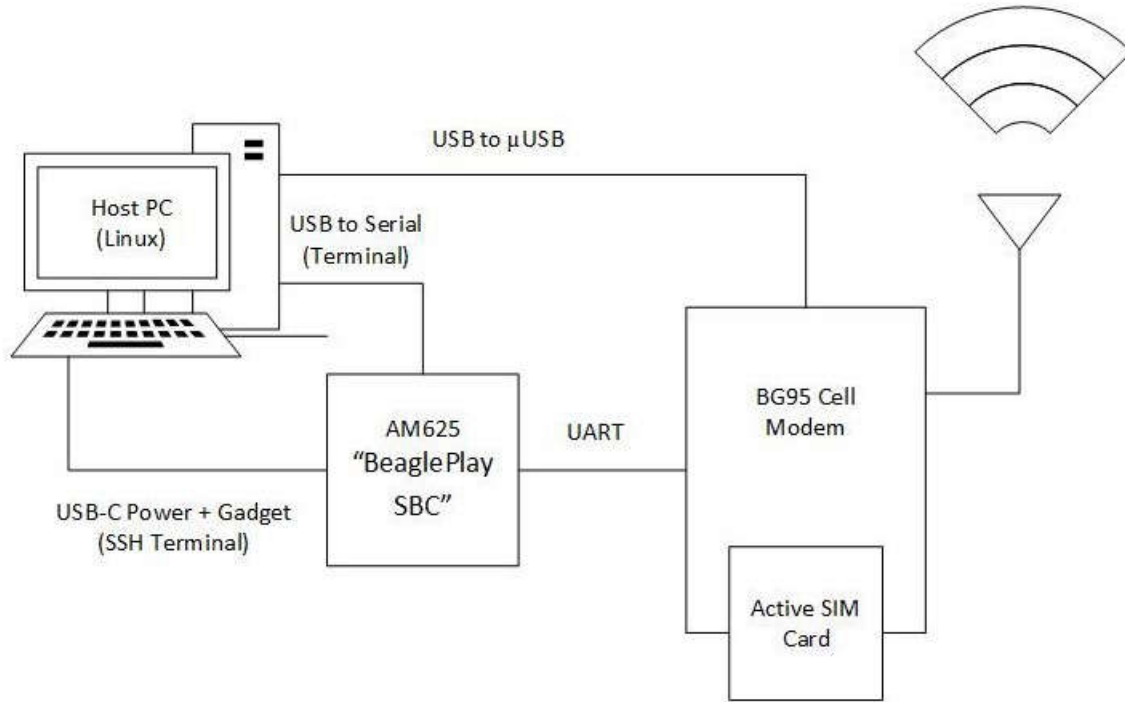 USB to µUSB
Host PC
(Linux)
USB to Serial
(Terminal)
AM625
“BeaglePlay
SBC”
UART
BG95 Cell
Modem
USB-C Power + Gadget
(SSH Terminal)
Active SIM
Card